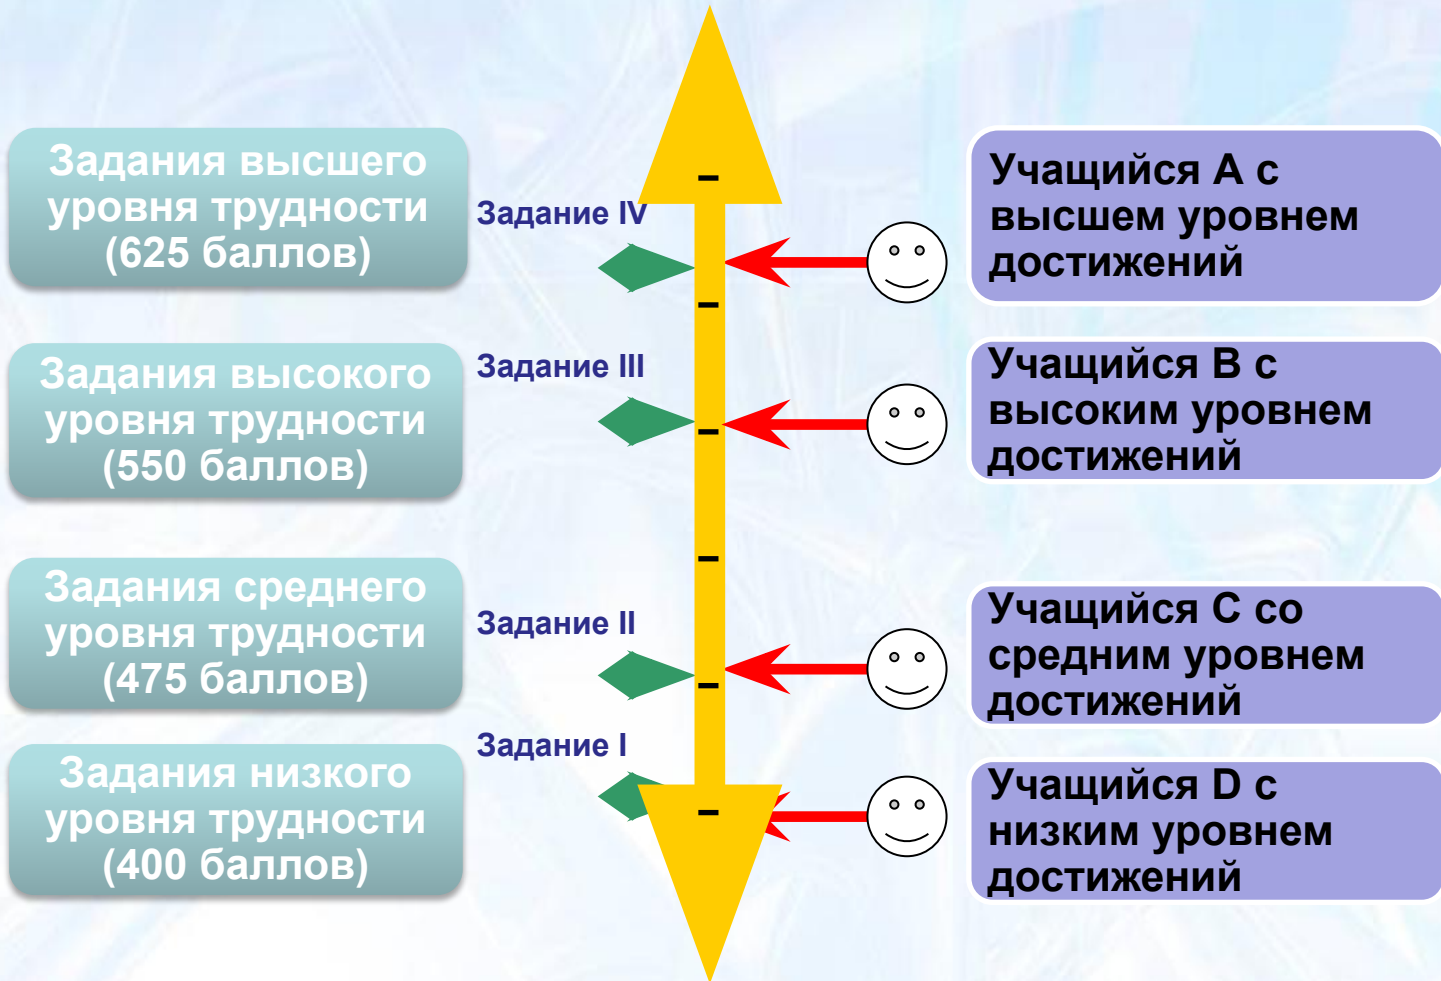 Задания высшего
уровня трудности
(625 баллов)
Задание IV
Учащийся A с
высшем уровнем
достижений
Задания высокого
уровня трудности
(550 баллов)
Задание III
Учащийся B с
высоким уровнем
достижений
Задания среднего
уровня трудности
(475 баллов)
Задание II
Учащийся C со
средним уровнем
достижений
Задания низкого
уровня трудности
(400 баллов)
Задание I
Учащийся D с
низким уровнем
достижений